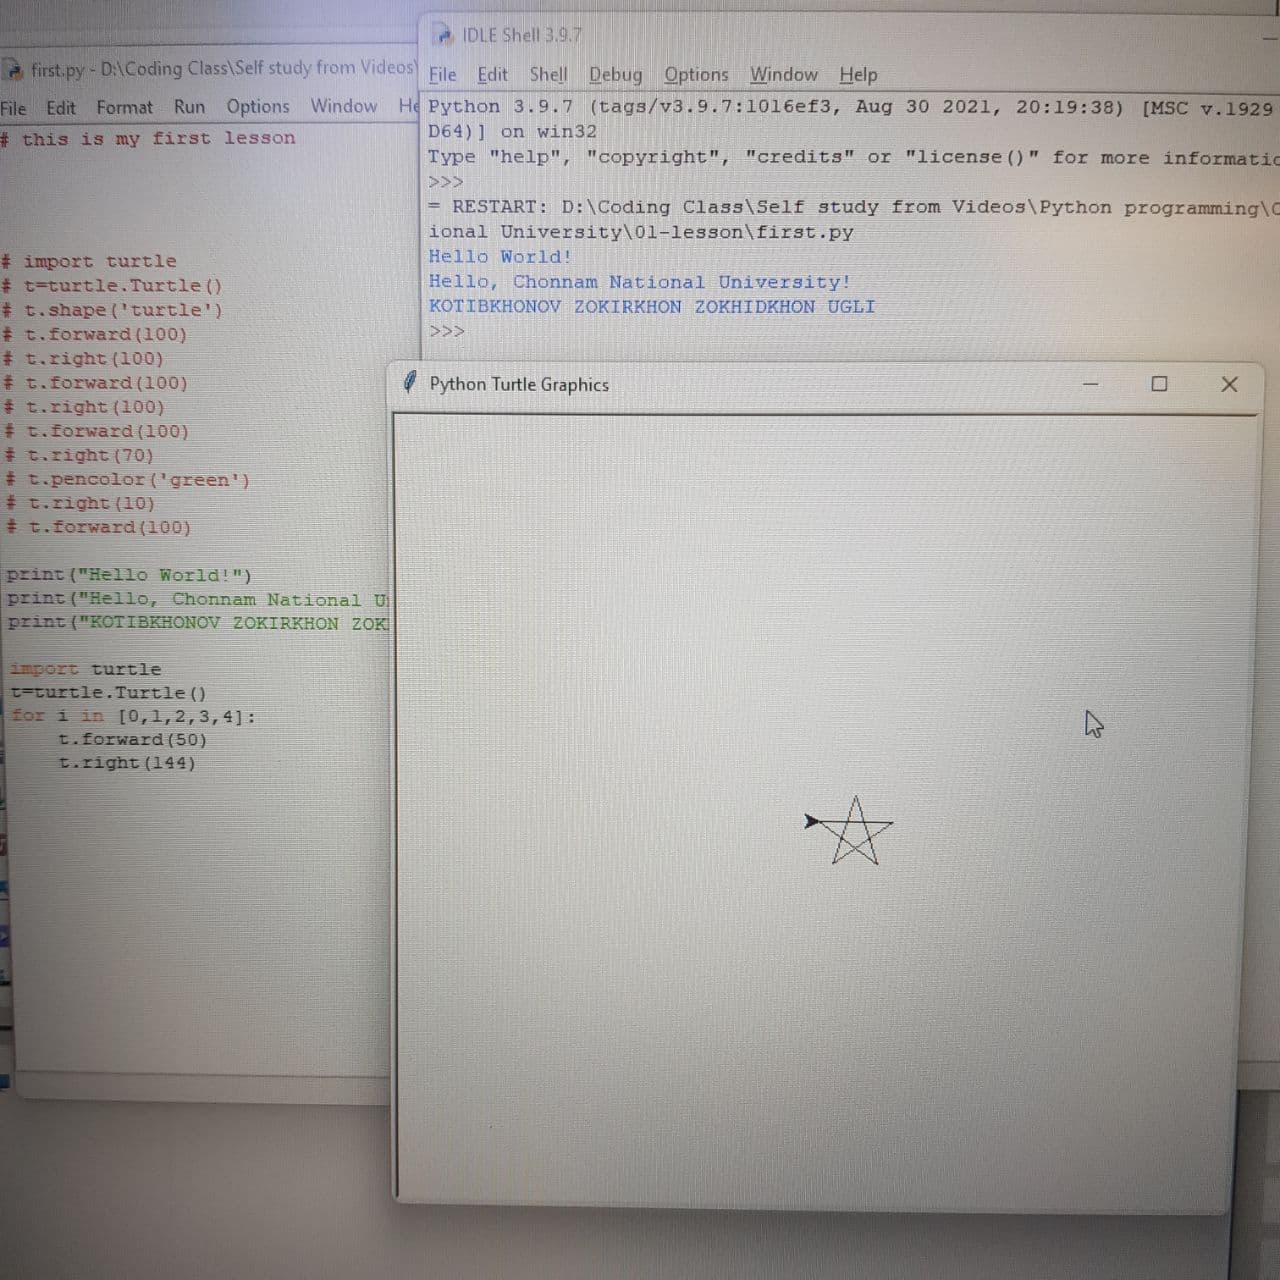 first.py - D:\Coding Class\Self study from Videos\
File Edit Format Run Options Window He
# this is my first lesson
# import turtle
# t=turtle.Turtle()
# t.shape('turtle')
# t.forward(100)
# t.right(100)
# t.forward(100)
# t.right(100)
# t.forward(100)
# t.right(70)
# t.pencolor('green')
# t.right(10)
# t.forward(100)
print("Hello World!")
print("Hello, Chonnam National U
print("KOTIBKHONOV ZOKIRKHON ZOK
import turtle
t=turtle.Turtle()
for i in [0,1,2,3,4]:
    t.forward(50)
    t.right(144)
IDLE Shell 3.9.7
File Edit Shell Debug Options Window Help
Python 3.9.7 (tags/v3.9.7:1016ef3, Aug 30 2021, 20:19:38) [MSC v.1929
D64)] on win32
Type "help", "copyright", "credits" or "license()" for more informatio
>>>
= RESTART: D:\Coding Class\Self study from Videos\Python programming\C
ional University\01-lesson\first.py
Hello World!
Hello, Chonnam National University!
KOTIBKHONOV ZOKIRKHON ZOKHIDKHON UGLI
>>>
Python Turtle Graphics